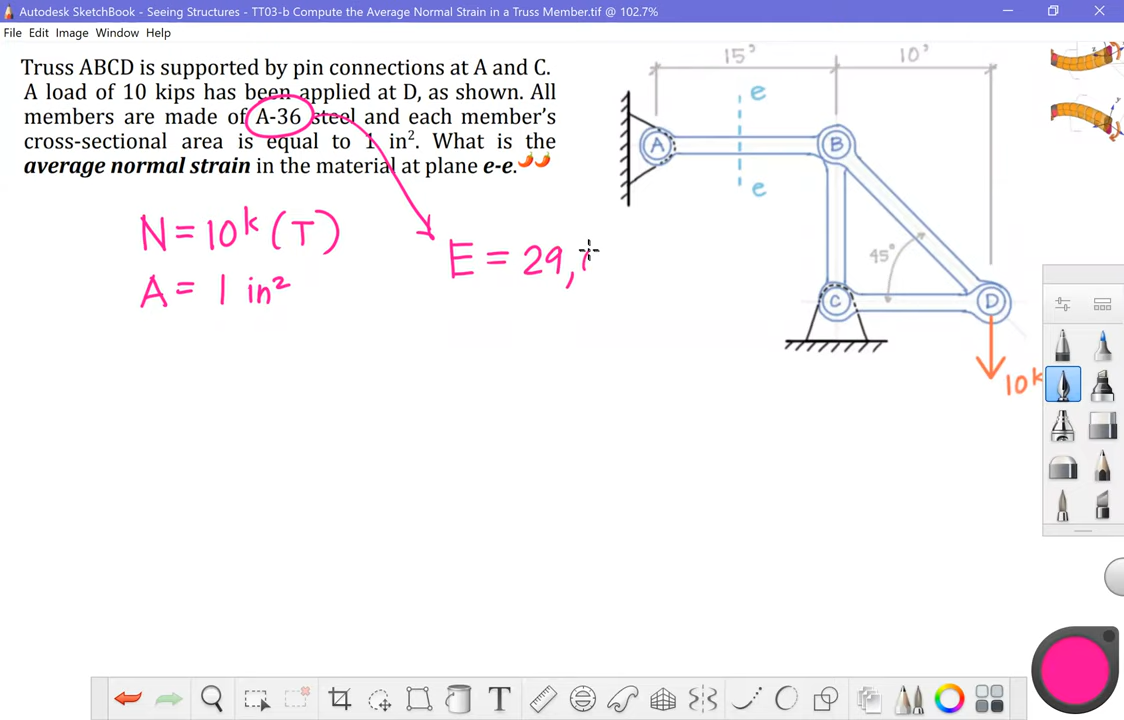 Autodesk SketchBook - Seeing Structures - TT03-b Compute the Average Normal Strain in a Truss Member.tif @ 102.7%
File Edit Image Window Help
Truss ABCD is supported by pin connections at A and C.
A load of 10 kips has been applied at D, as shown. All
members are made of A-36 steel and each member's
cross-sectional area is equal to 1 in². What is the
average normal strain in the material at plane e-e.
N = 10k (T)
A = 1 in²
E = 29,
15'
10'
e
A
B
e
45°
C
D
10k
T